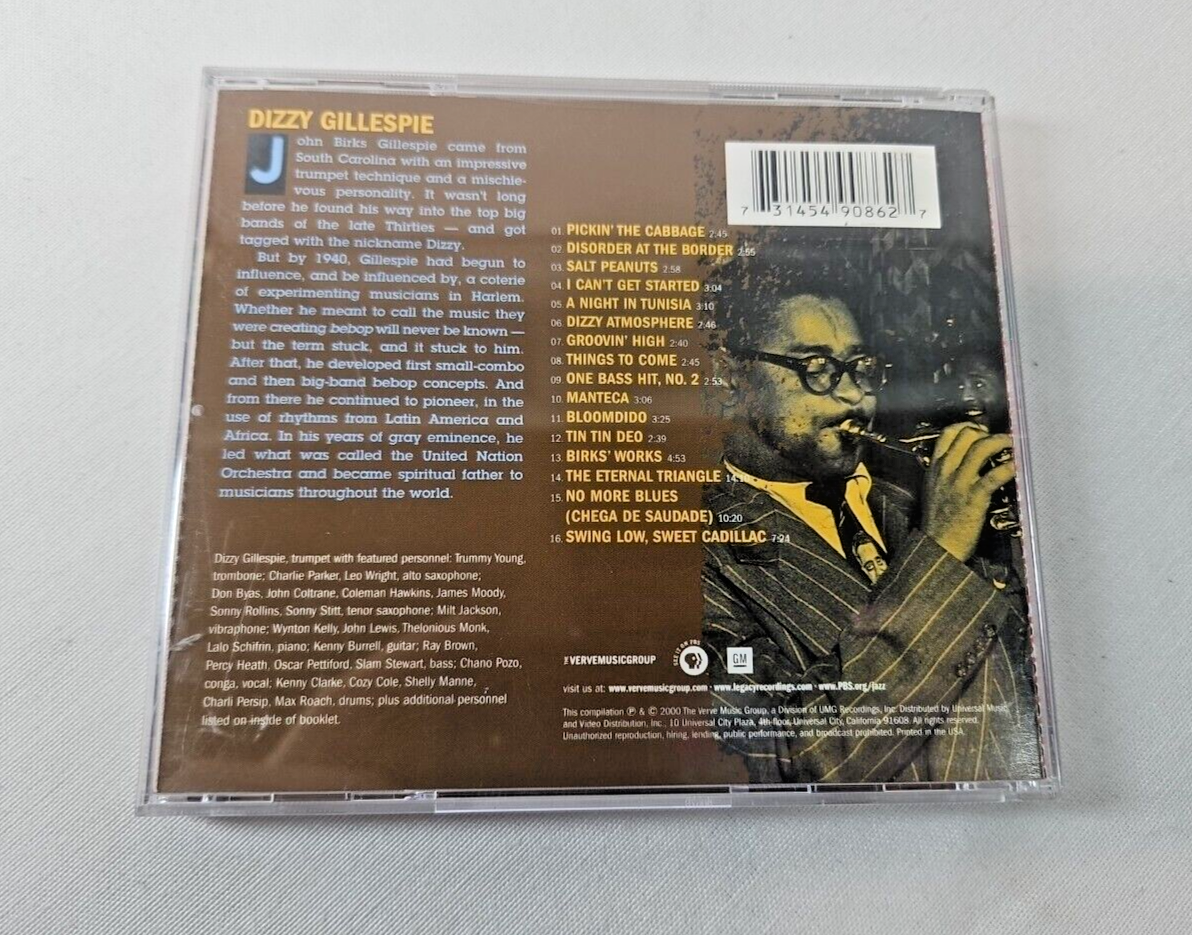 DIZZY GILLESPIE
John Birks Gillespie came from
South Carolina with an impressive
trumpet technique and a mischie-
vous personality. It wasn't long
before he found his way into the top big
bands of the late Thirties — and got
tagged with the nickname Dizzy.
But by 1940, Gillespie had begun to
influence, and be influenced by, a coterie
of experimenting musicians in Harlem.
Whether he meant to call the music they
were creating bebop will never be known —
but the term stuck, and it stuck to him.
After that, he developed first small-combo
and then big-band bebop concepts. And
from there he continued to pioneer, in the
use of rhythms from Latin America and
Africa. In his years of gray eminence, he
led what was called the United Nation
Orchestra and became spiritual father to
musicians throughout the world.
Dizzy Gillespie, trumpet with featured personnel: Trummy Young,
trombone; Charlie Parker, Leo Wright, alto saxophone;
Don Byas, John Coltrane, Coleman Hawkins, James Moody,
Sonny Rollins, Sonny Stitt, tenor saxophone; Milt Jackson,
vibraphone; Wynton Kelly, John Lewis, Thelonious Monk,
Lalo Schifrin, piano; Kenny Burrell, guitar; Ray Brown,
Percy Heath, Oscar Pettiford, Slam Stewart, bass; Chano Pozo,
conga, vocal; Kenny Clarke, Cozy Cole, Shelly Manne,
Charli Persip, Max Roach, drums; plus additional personnel
listed on inside of booklet.
7 31454 90862 7
01. PICKIN' THE CABBAGE 2:45
02. DISORDER AT THE BORDER 2:55
03. SALT PEANUTS 2:58
04. I CAN'T GET STARTED 3:04
05. A NIGHT IN TUNISIA 3:10
06. DIZZY ATMOSPHERE 2:46
07. GROOVIN' HIGH 2:40
08. THINGS TO COME 2:45
09. ONE BASS HIT, NO. 2 2:53
10. MANTECA 3:06
11. BLOOMDIDO 3:25
12. TIN TIN DEO 2:39
13. BIRKS' WORKS 4:53
14. THE ETERNAL TRIANGLE
15. NO MORE BLUES
(CHEGA DE SAUDADE) 10:20
16. SWING LOW, SWEET CADILLAC 7:21
THE VERVEMUSICGROUP
SEE IT ON PBS
GM
visit us at: www.vervemusicgroup.com · www.legacyrecordings.com · www.PBS.org/jazz
This compilation ℗ & © 2000 The Verve Music Group, a Division of UMG Recordings, Inc. Distributed by Universal Music
and Video Distribution, Inc., 10 Universal City Plaza, 4th floor, Universal City, California 91608. All rights reserved.
Unauthorized reproduction, hiring, lending, public performance, and broadcast prohibited. Printed in the USA.